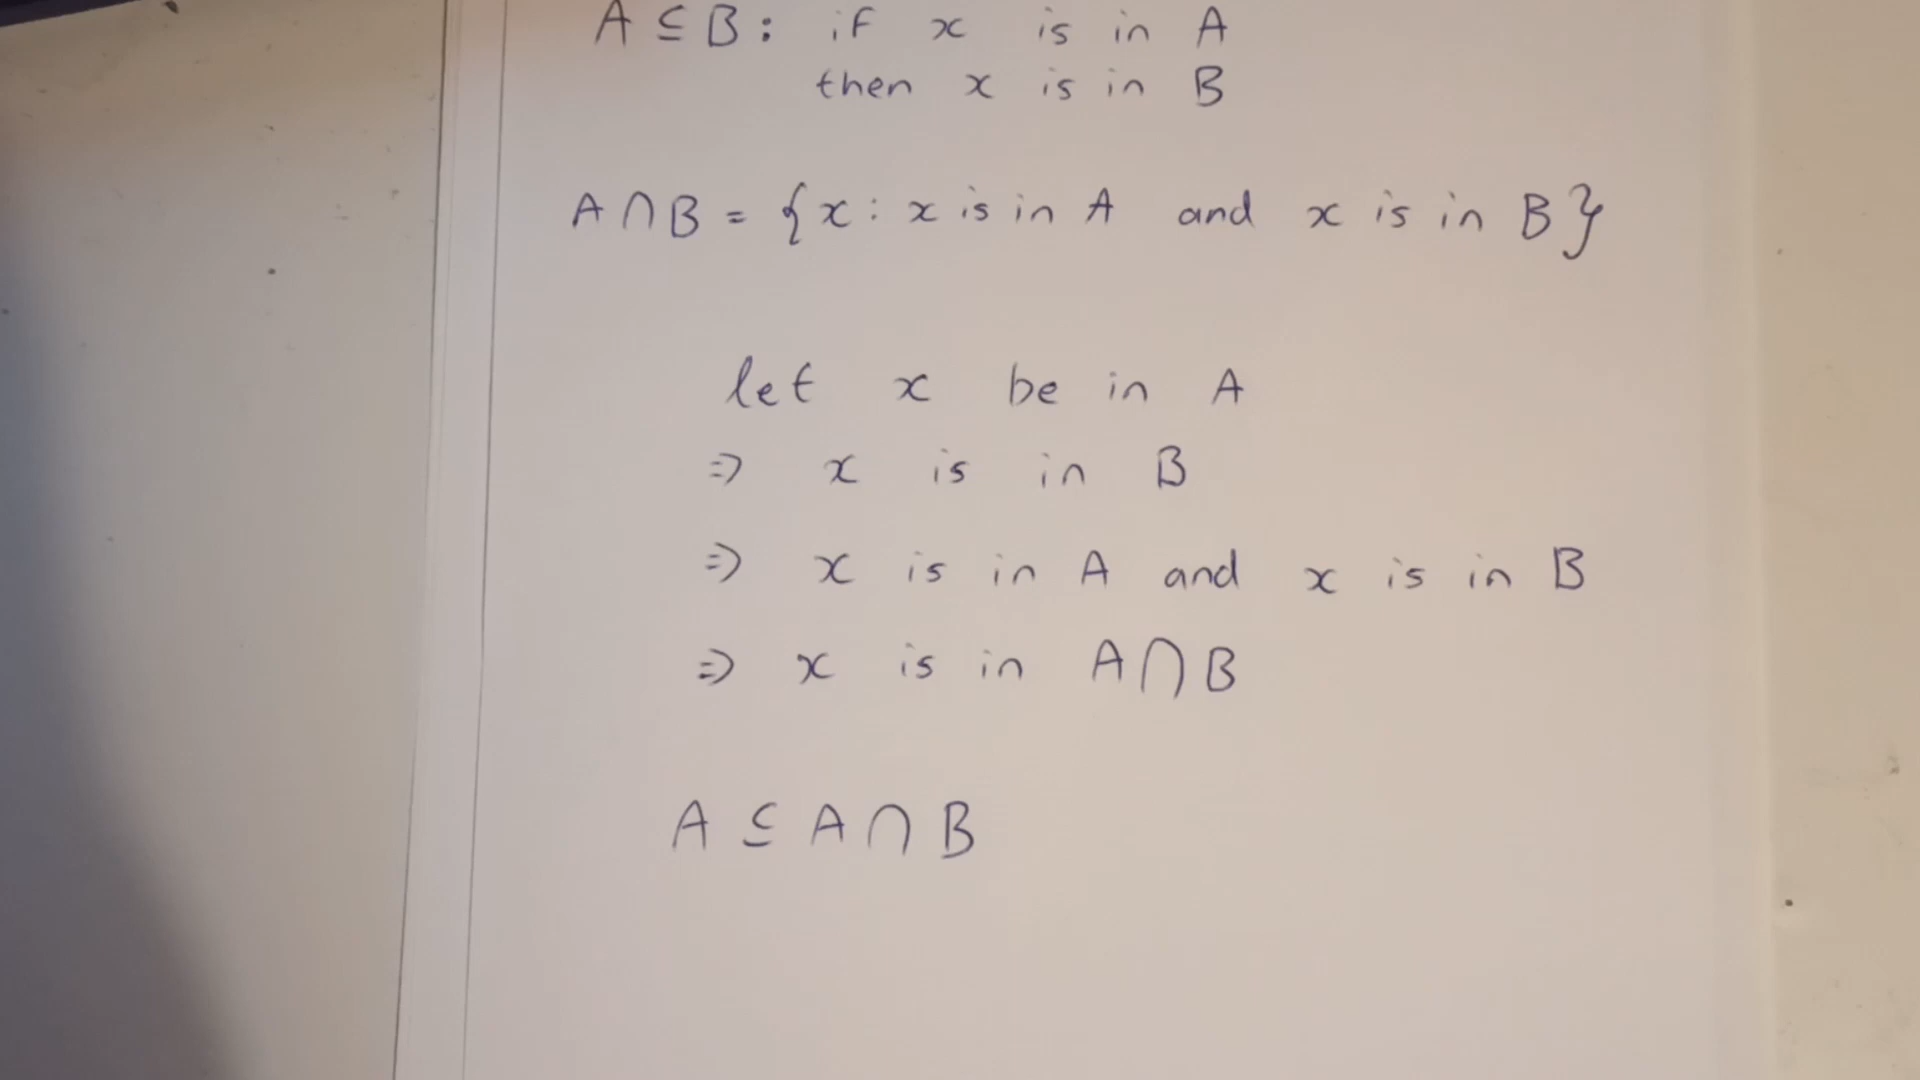 A ⊆ B : if x is in A
then x is in B
A ∩ B = {x : x is in A and x is in B}
let x be in A
⇒ x is in B
⇒ x is in A and x is in B
⇒ x is in A ∩ B
A ⊆ A ∩ B